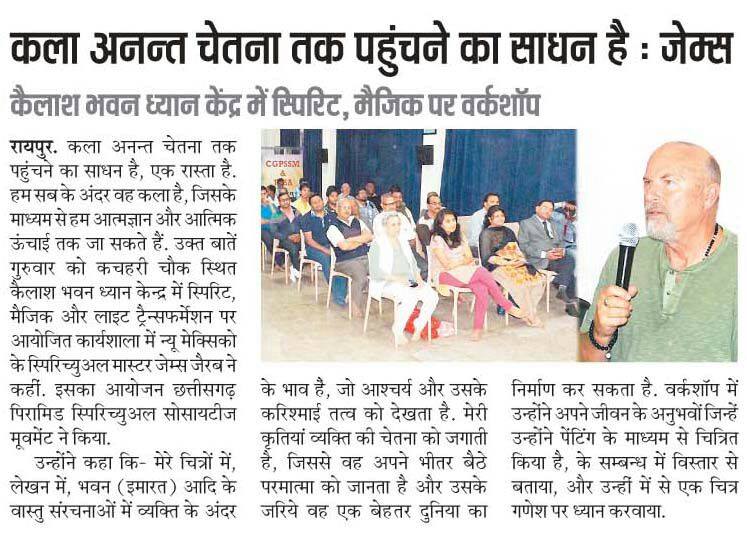 कला अनन्त चेतना तक पहुंचने का साधन है : जेम्स
कैलाश भवन ध्यान केंद्र में स्पिरिट, मैजिक पर वर्कशॉप
रायपुर. कला अनन्त चेतना तक
पहुंचने का साधन है, एक रास्ता है.
हम सब के अंदर वह कला है, जिसके
माध्यम से हम आत्मज्ञान और आत्मिक
ऊंचाई तक जा सकते हैं. उक्त बातें
गुरुवार को कचहरी चौक स्थित
कैलाश भवन ध्यान केन्द्र में स्पिरिट,
मैजिक और लाइट ट्रैन्सफर्मेशन पर
आयोजित कार्यशाला में न्यू मेक्सिको
के स्पिरिच्युअल मास्टर जेम्स जैरब ने
कहीं. इसका आयोजन छत्तीसगढ़
पिरामिड स्पिरिच्युअल सोसायटीज
मूवमेंट ने किया.
उन्होंने कहा कि- मेरे चित्रों में,
लेखन में, भवन (इमारत) आदि के
वास्तु संरचनाओं में व्यक्ति के अंदर
CGPSSM
&
के भाव हैं, जो आश्चर्य और उसके
करिश्माई तत्व को देखता है. मेरी
कृतियां व्यक्ति की चेतना को जगाती
है, जिससे वह अपने भीतर बैठे
परमात्मा को जानता है और उसके
जरिये वह एक बेहतर दुनिया का
निर्माण कर सकता है. वर्कशॉप में
उन्होंने अपने जीवन के अनुभवों जिन्हें
उन्होंने पेंटिंग के माध्यम से चित्रित
किया है, के सम्बन्ध में विस्तार से
बताया, और उन्हीं में से एक चित्र
गणेश पर ध्यान करवाया.